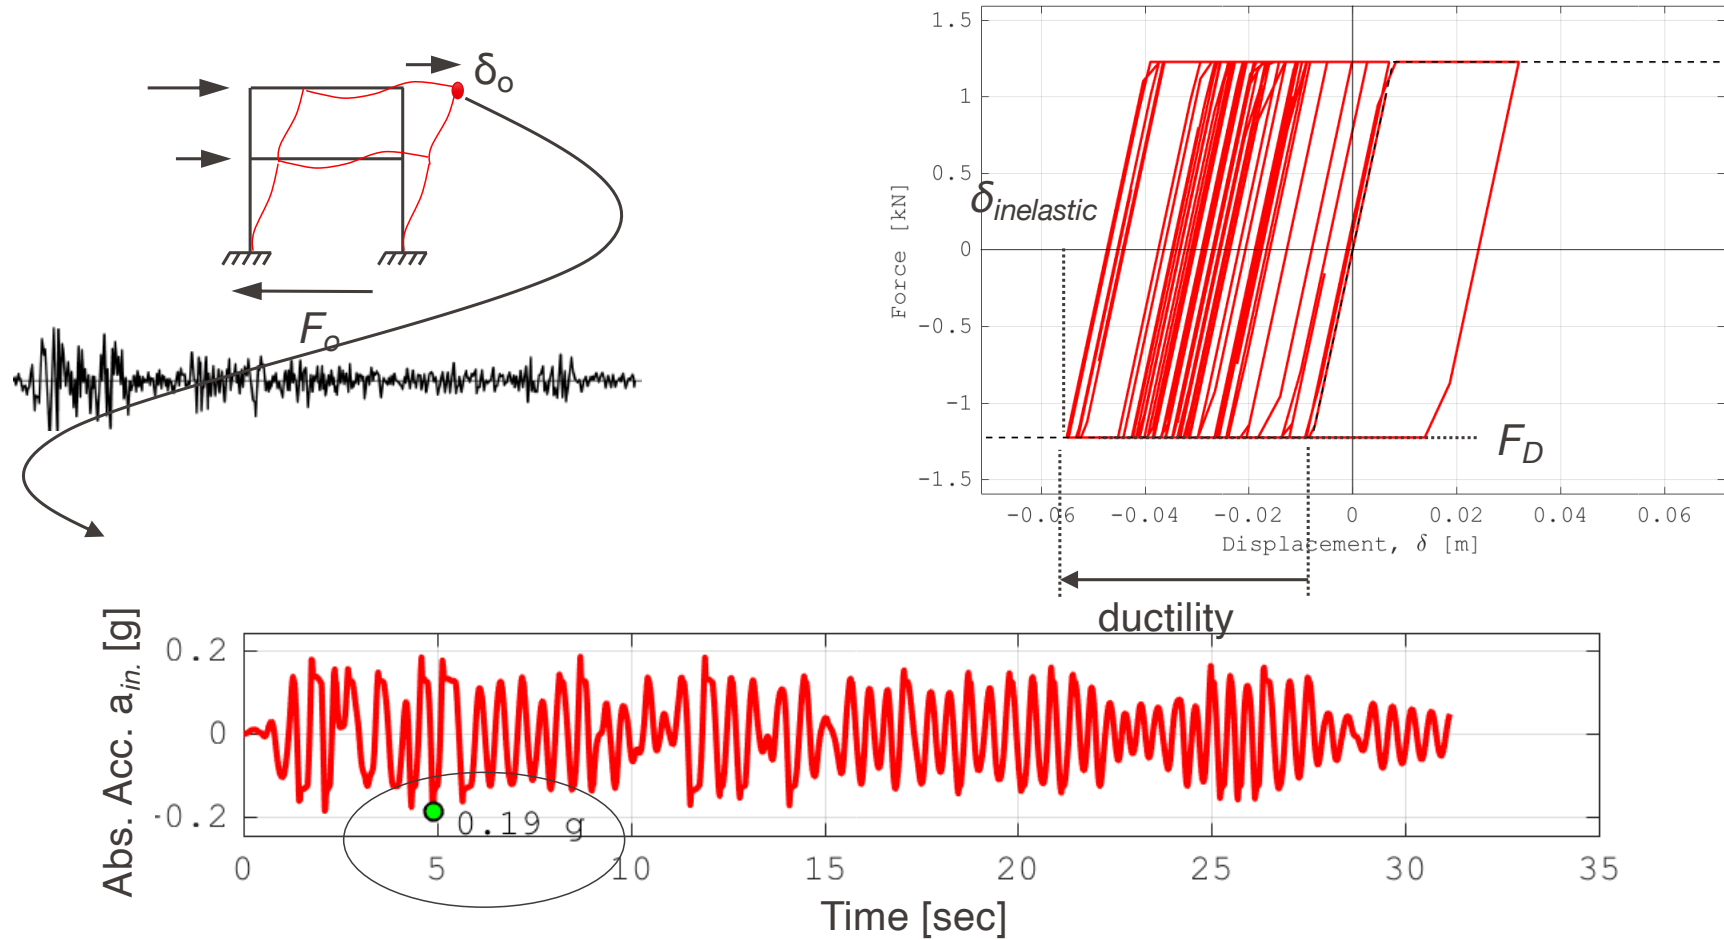 δo
Fo
1.5
1
0.5
0
-0.5
-1
-1.5
Force [kN]
δinelastic
FD
-0.06
-0.04
-0.02
0
0.02
0.04
0.06
Displacement, δ [m]
ductility
Abs. Acc. ain. [g]
0.2
0
-0.2
0.19 g
0
5
10
15
20
25
30
35
Time [sec]